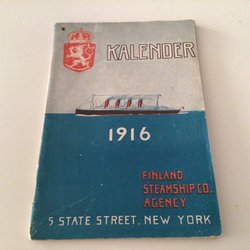 KALENDER
1916
FINLAND
STEAMSHIP CO.
AGENCY
5 STATE STREET, NEW YORK